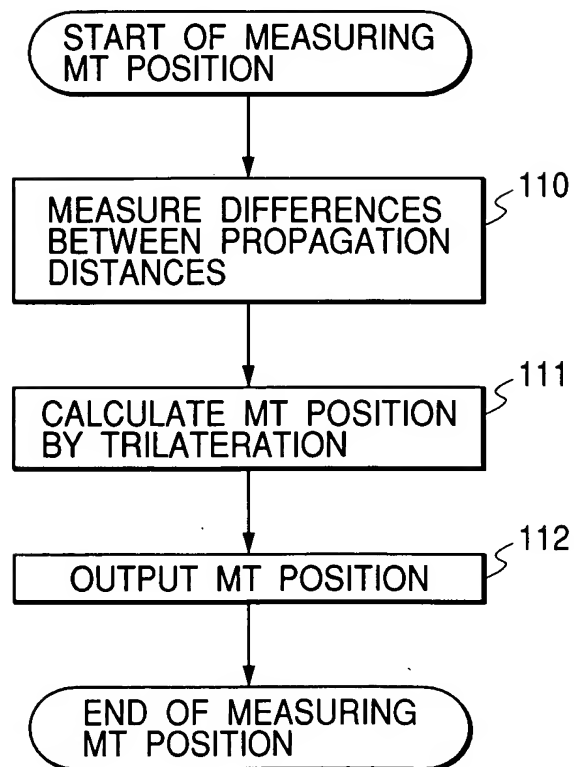 START OF MEASURING
MT POSITION
110
MEASURE DIFFERENCES
BETWEEN PROPAGATION
DISTANCES
111
CALCULATE MT POSITION
BY TRILATERATION
112
OUTPUT MT POSITION
END OF MEASURING
MT POSITION